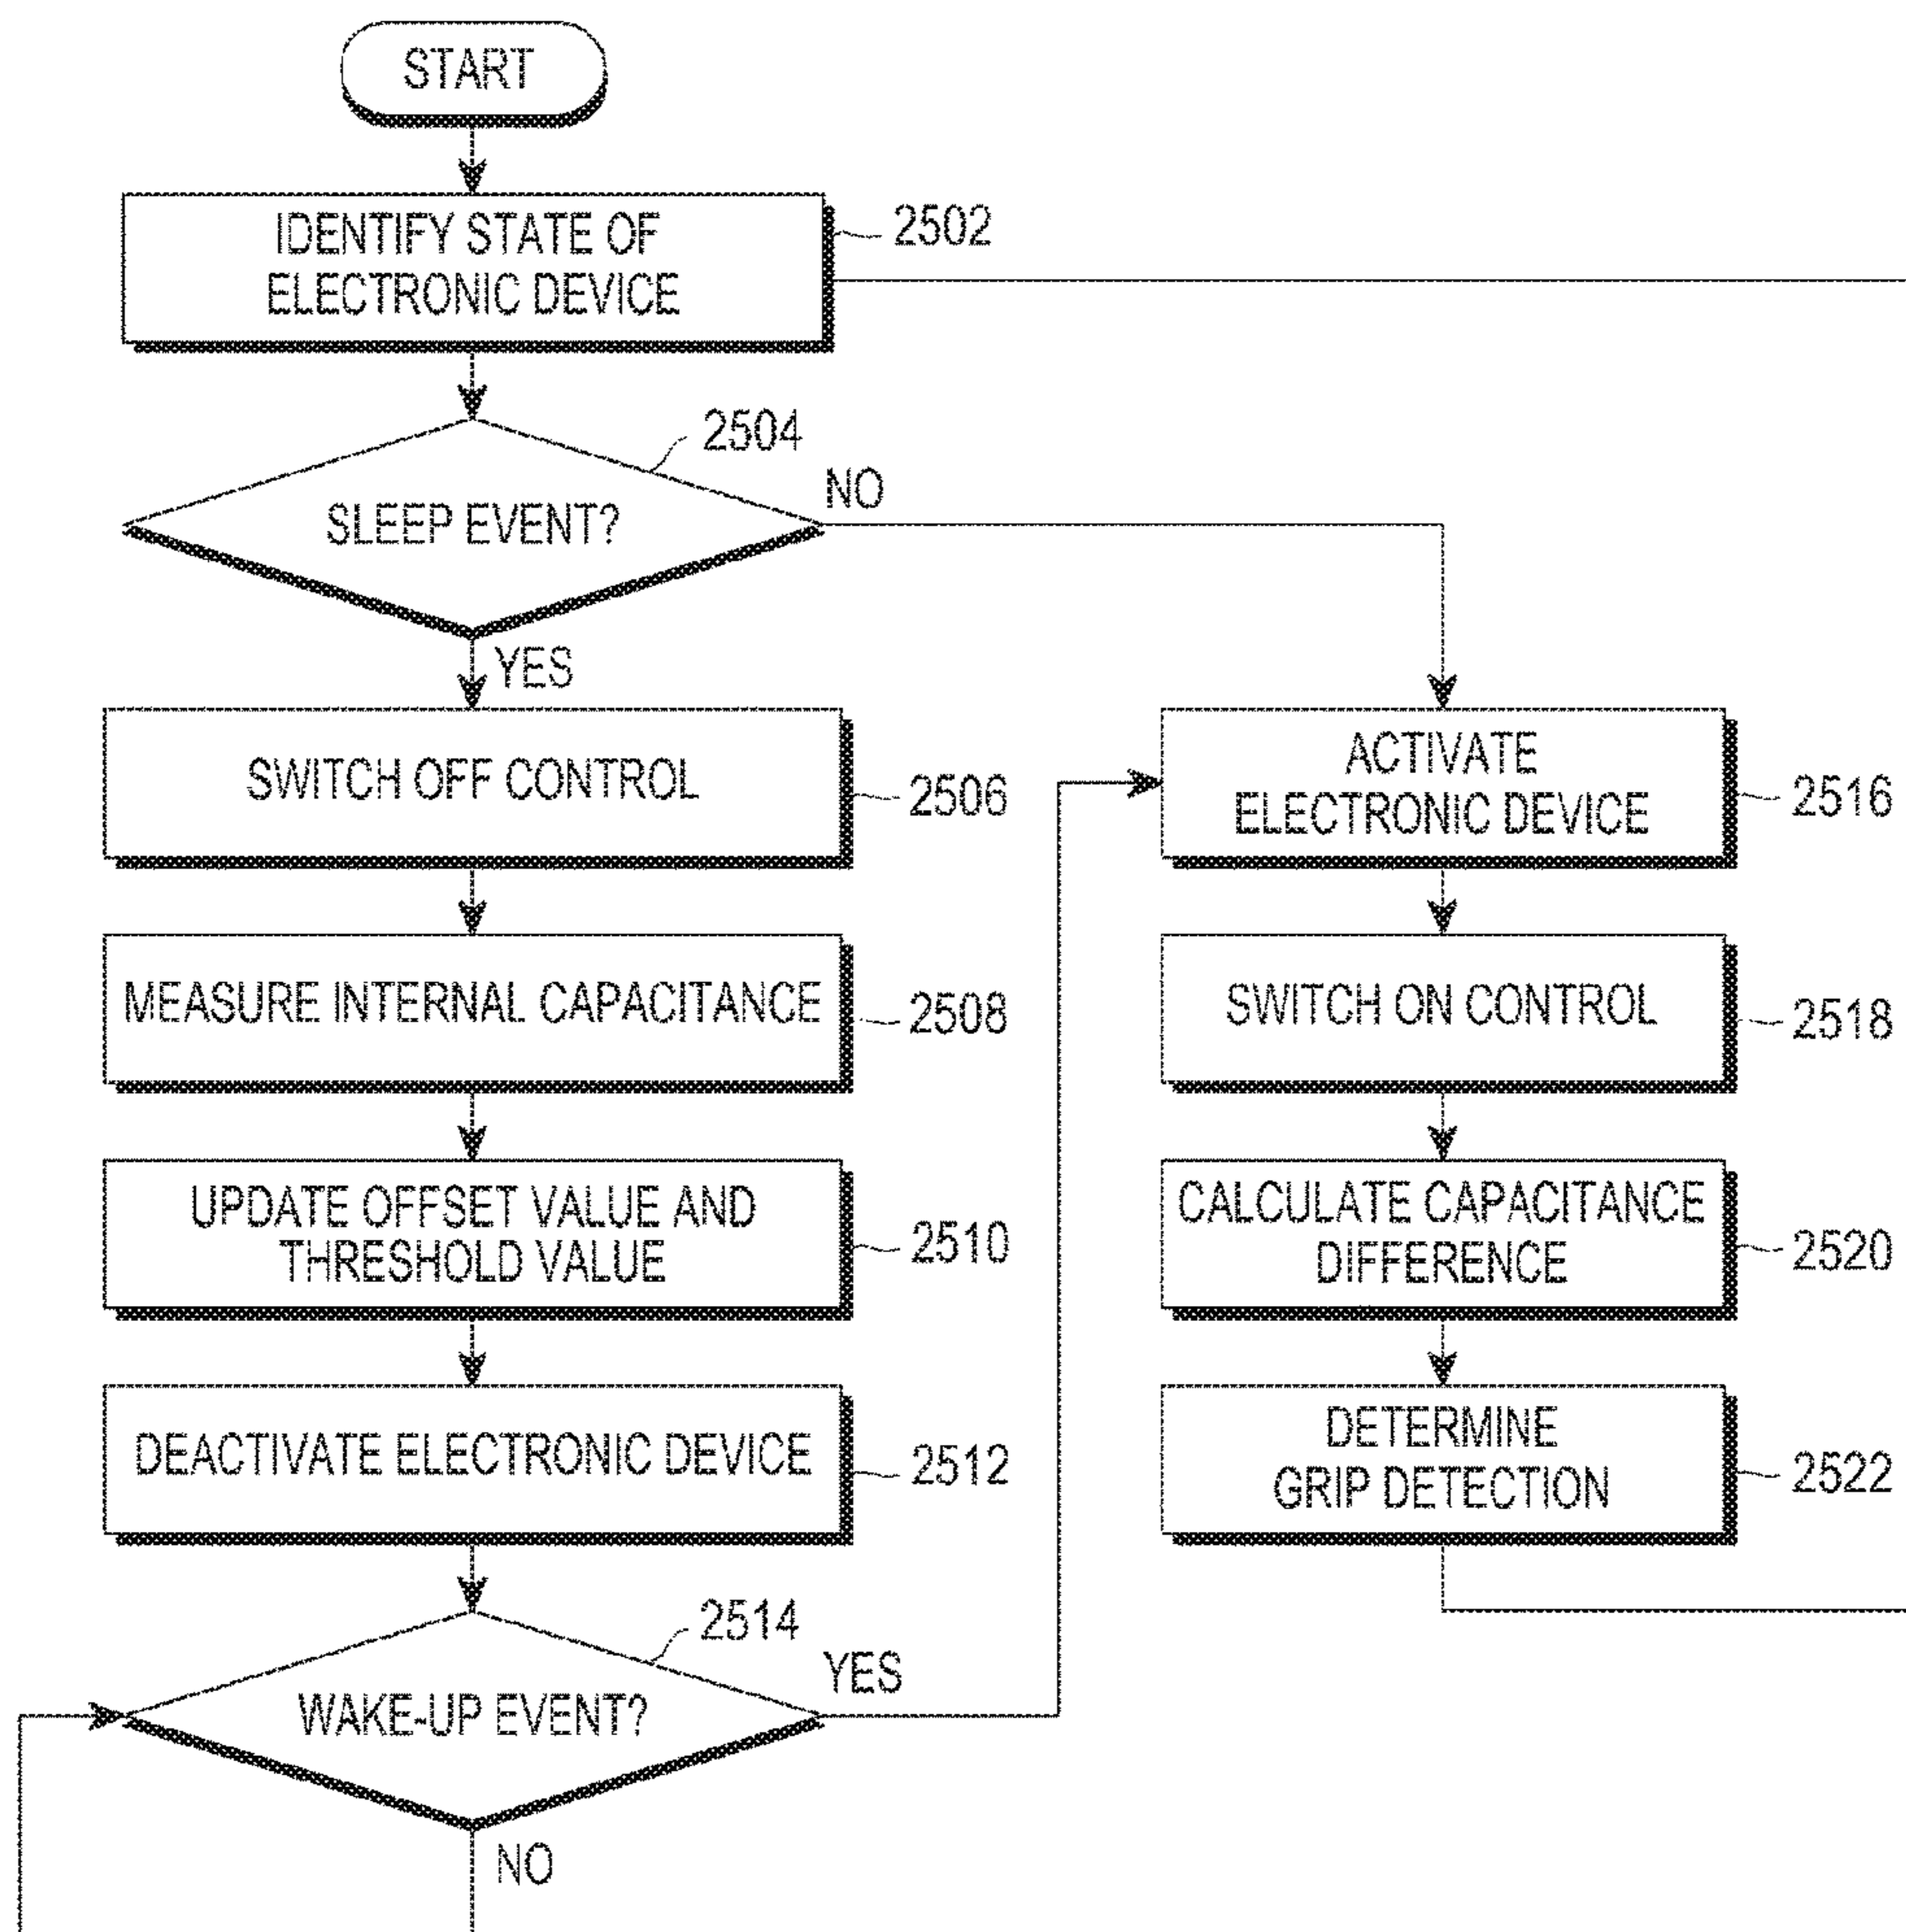 START
IDENTIFY STATE OF
ELECTRONIC DEVICE
2502
2504
SLEEP EVENT?
NO
YES
SWITCH OFF CONTROL
2506
MEASURE INTERNAL CAPACITANCE
2508
UPDATE OFFSET VALUE AND
THRESHOLD VALUE
2510
DEACTIVATE ELECTRONIC DEVICE
2512
2514
WAKE-UP EVENT?
YES
NO
ACTIVATE
ELECTRONIC DEVICE
2516
SWITCH ON CONTROL
2518
CALCULATE CAPACITANCE
DIFFERENCE
2520
DETERMINE
GRIP DETECTION
2522